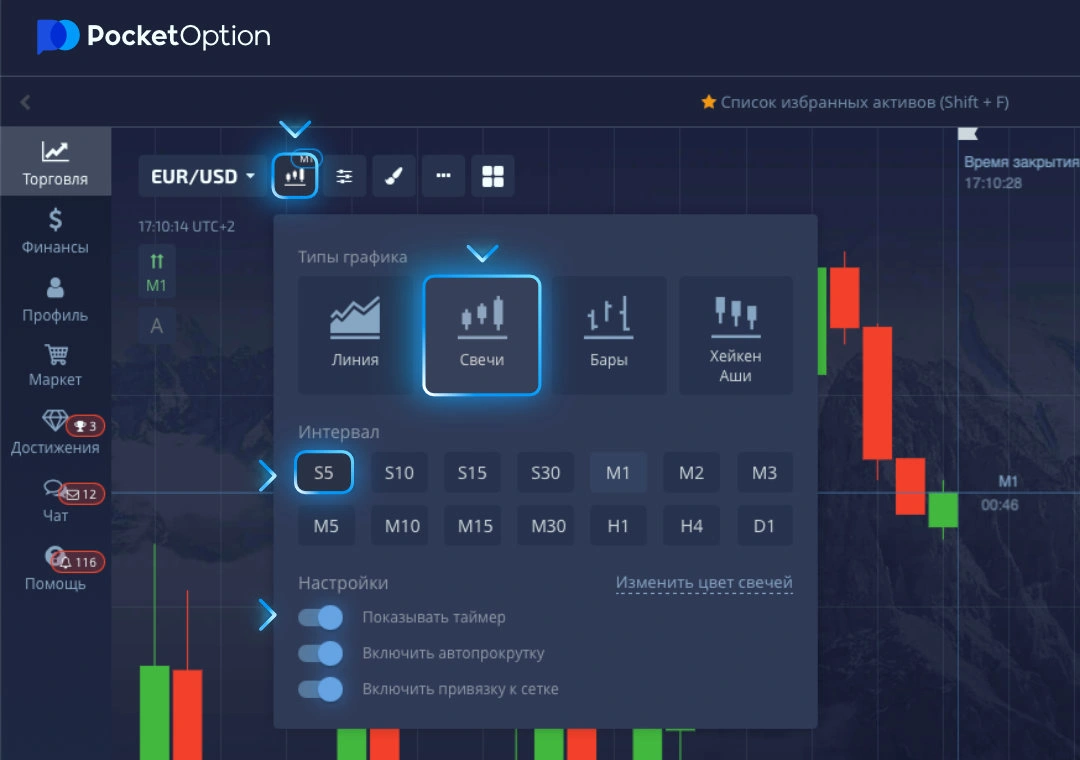 PocketOption
Список избранных активов (Shift + F)
Торговля
Финансы
Профиль
Маркет
3
Достижения
12
Чат
116
Помощь
EUR/USD
M1
17:10:14 UTC+2
M1
A
Время закрытия
17:10:28
Типы графика
Линия
Свечи
Бары
Хейкен
Аши
Интервал
S5 S10 S15 S30 M1 M2 M3
M5 M10 M15 M30 H1 H4 D1
M1
00:46
Настройки
Изменить цвет свечей
Показывать таймер
Включить автопрокрутку
Включить привязку к сетке